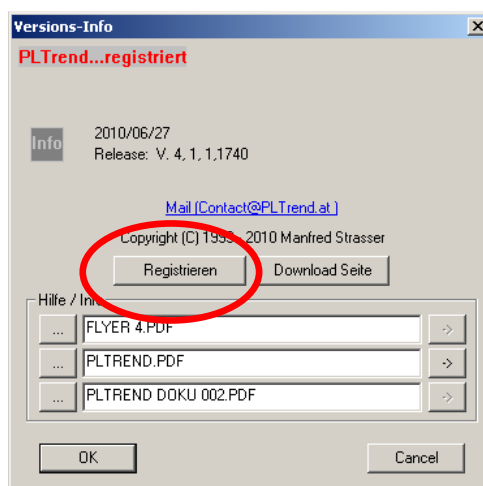 Versions-Info
PLTrend...registriert
Info
2010/06/27
Release: V. 4, 1, 1,1740
Mail (Contact@PLTrend.at )
Copyright (C) 1999 - 2010 Manfred Strasser
Registrieren Download Seite
Hilfe / Info
... FLYER 4.PDF ->
... PLTREND.PDF ->
... PLTREND DOKU 002.PDF ->
OK Cancel